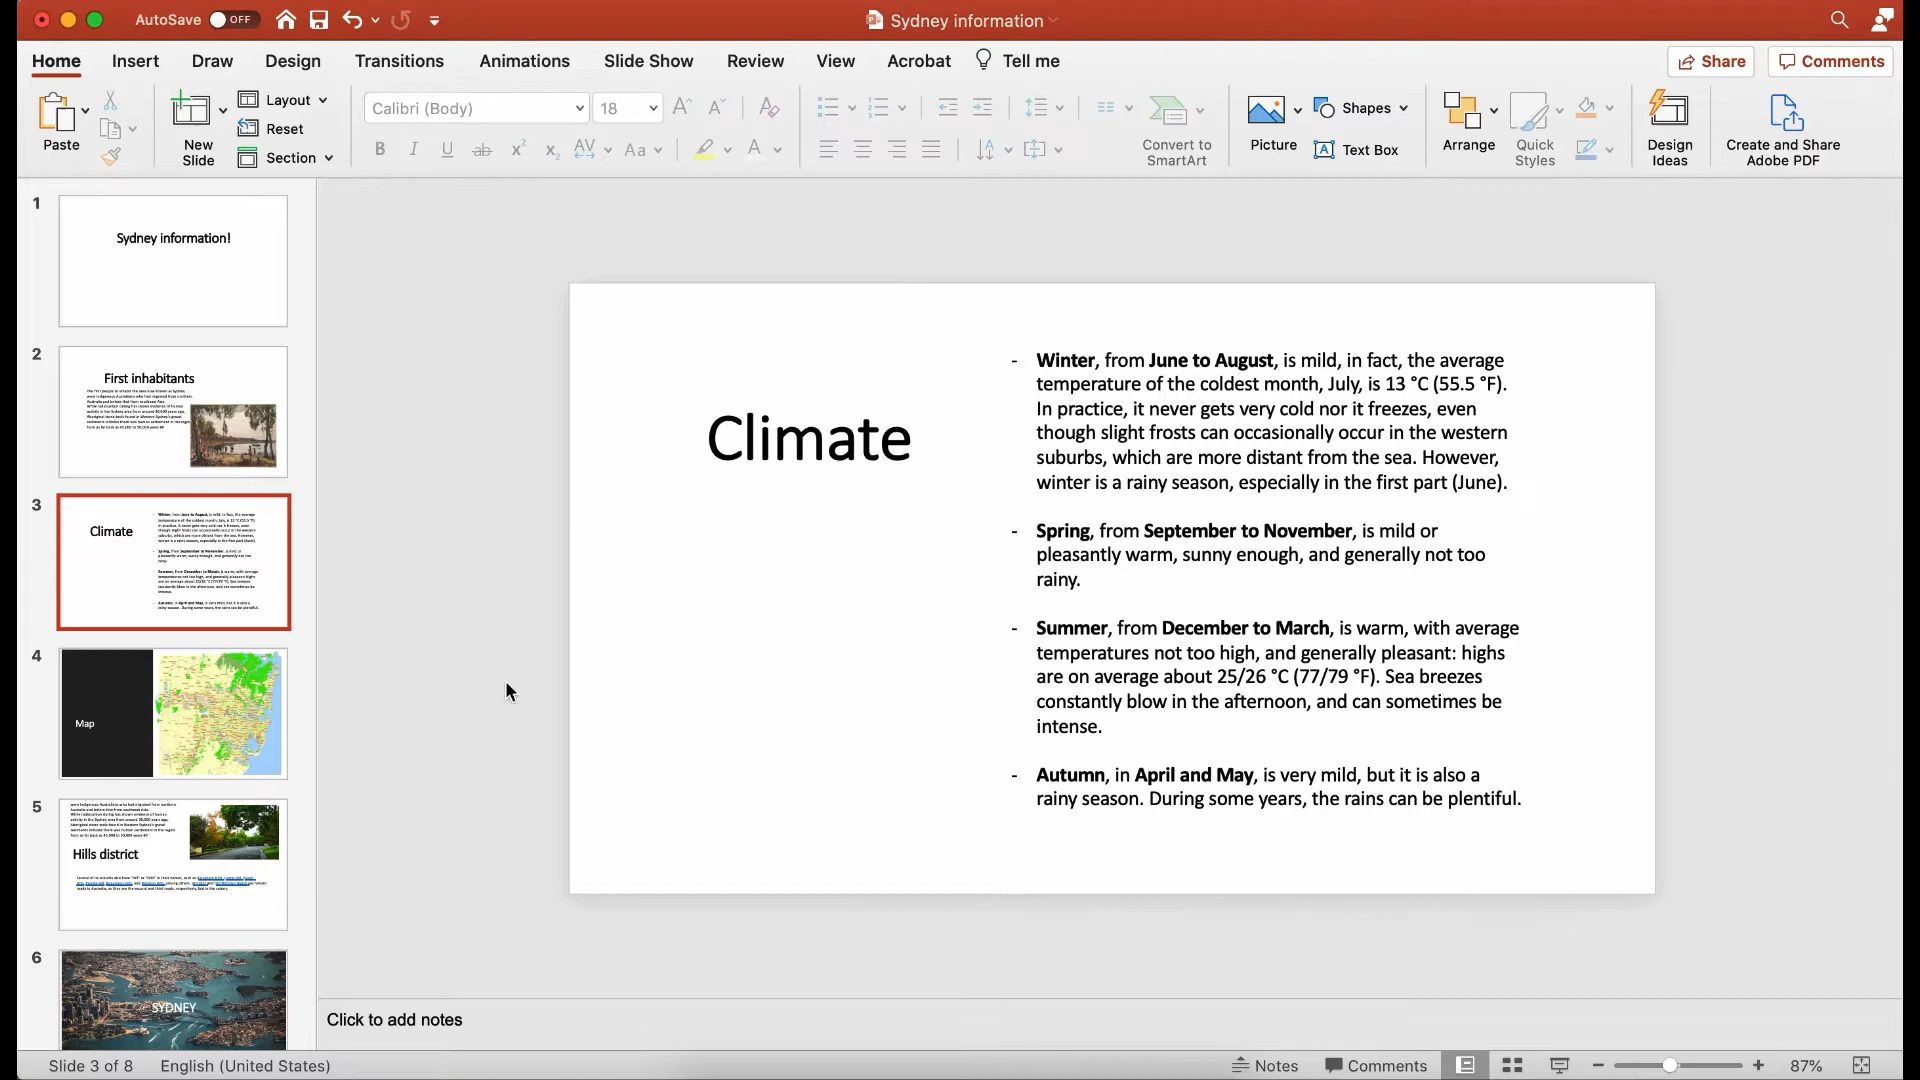 AutoSave OFF
Sydney information
Home Insert Draw Design Transitions Animations Slide Show Review View Acrobat Tell me Share Comments
Paste
New Slide
Layout
Reset
Section
Calibri (Body) 18
Convert to SmartArt
Picture
Shapes
Text Box
Arrange
Quick Styles
Design Ideas
Create and Share Adobe PDF
1
Sydney information!
2
First inhabitants
3
Climate
4
Map
5
Hills district
6
SYDNEY
Climate
- Winter, from June to August, is mild, in fact, the average
temperature of the coldest month, July, is 13 °C (55.5 °F).
In practice, it never gets very cold nor it freezes, even
though slight frosts can occasionally occur in the western
suburbs, which are more distant from the sea. However,
winter is a rainy season, especially in the first part (June).
- Spring, from September to November, is mild or
pleasantly warm, sunny enough, and generally not too
rainy.
- Summer, from December to March, is warm, with average
temperatures not too high, and generally pleasant: highs
are on average about 25/26 °C (77/79 °F). Sea breezes
constantly blow in the afternoon, and can sometimes be
intense.
- Autumn, in April and May, is very mild, but it is also a
rainy season. During some years, the rains can be plentiful.
Click to add notes
Slide 3 of 8 English (United States) Notes Comments 87%